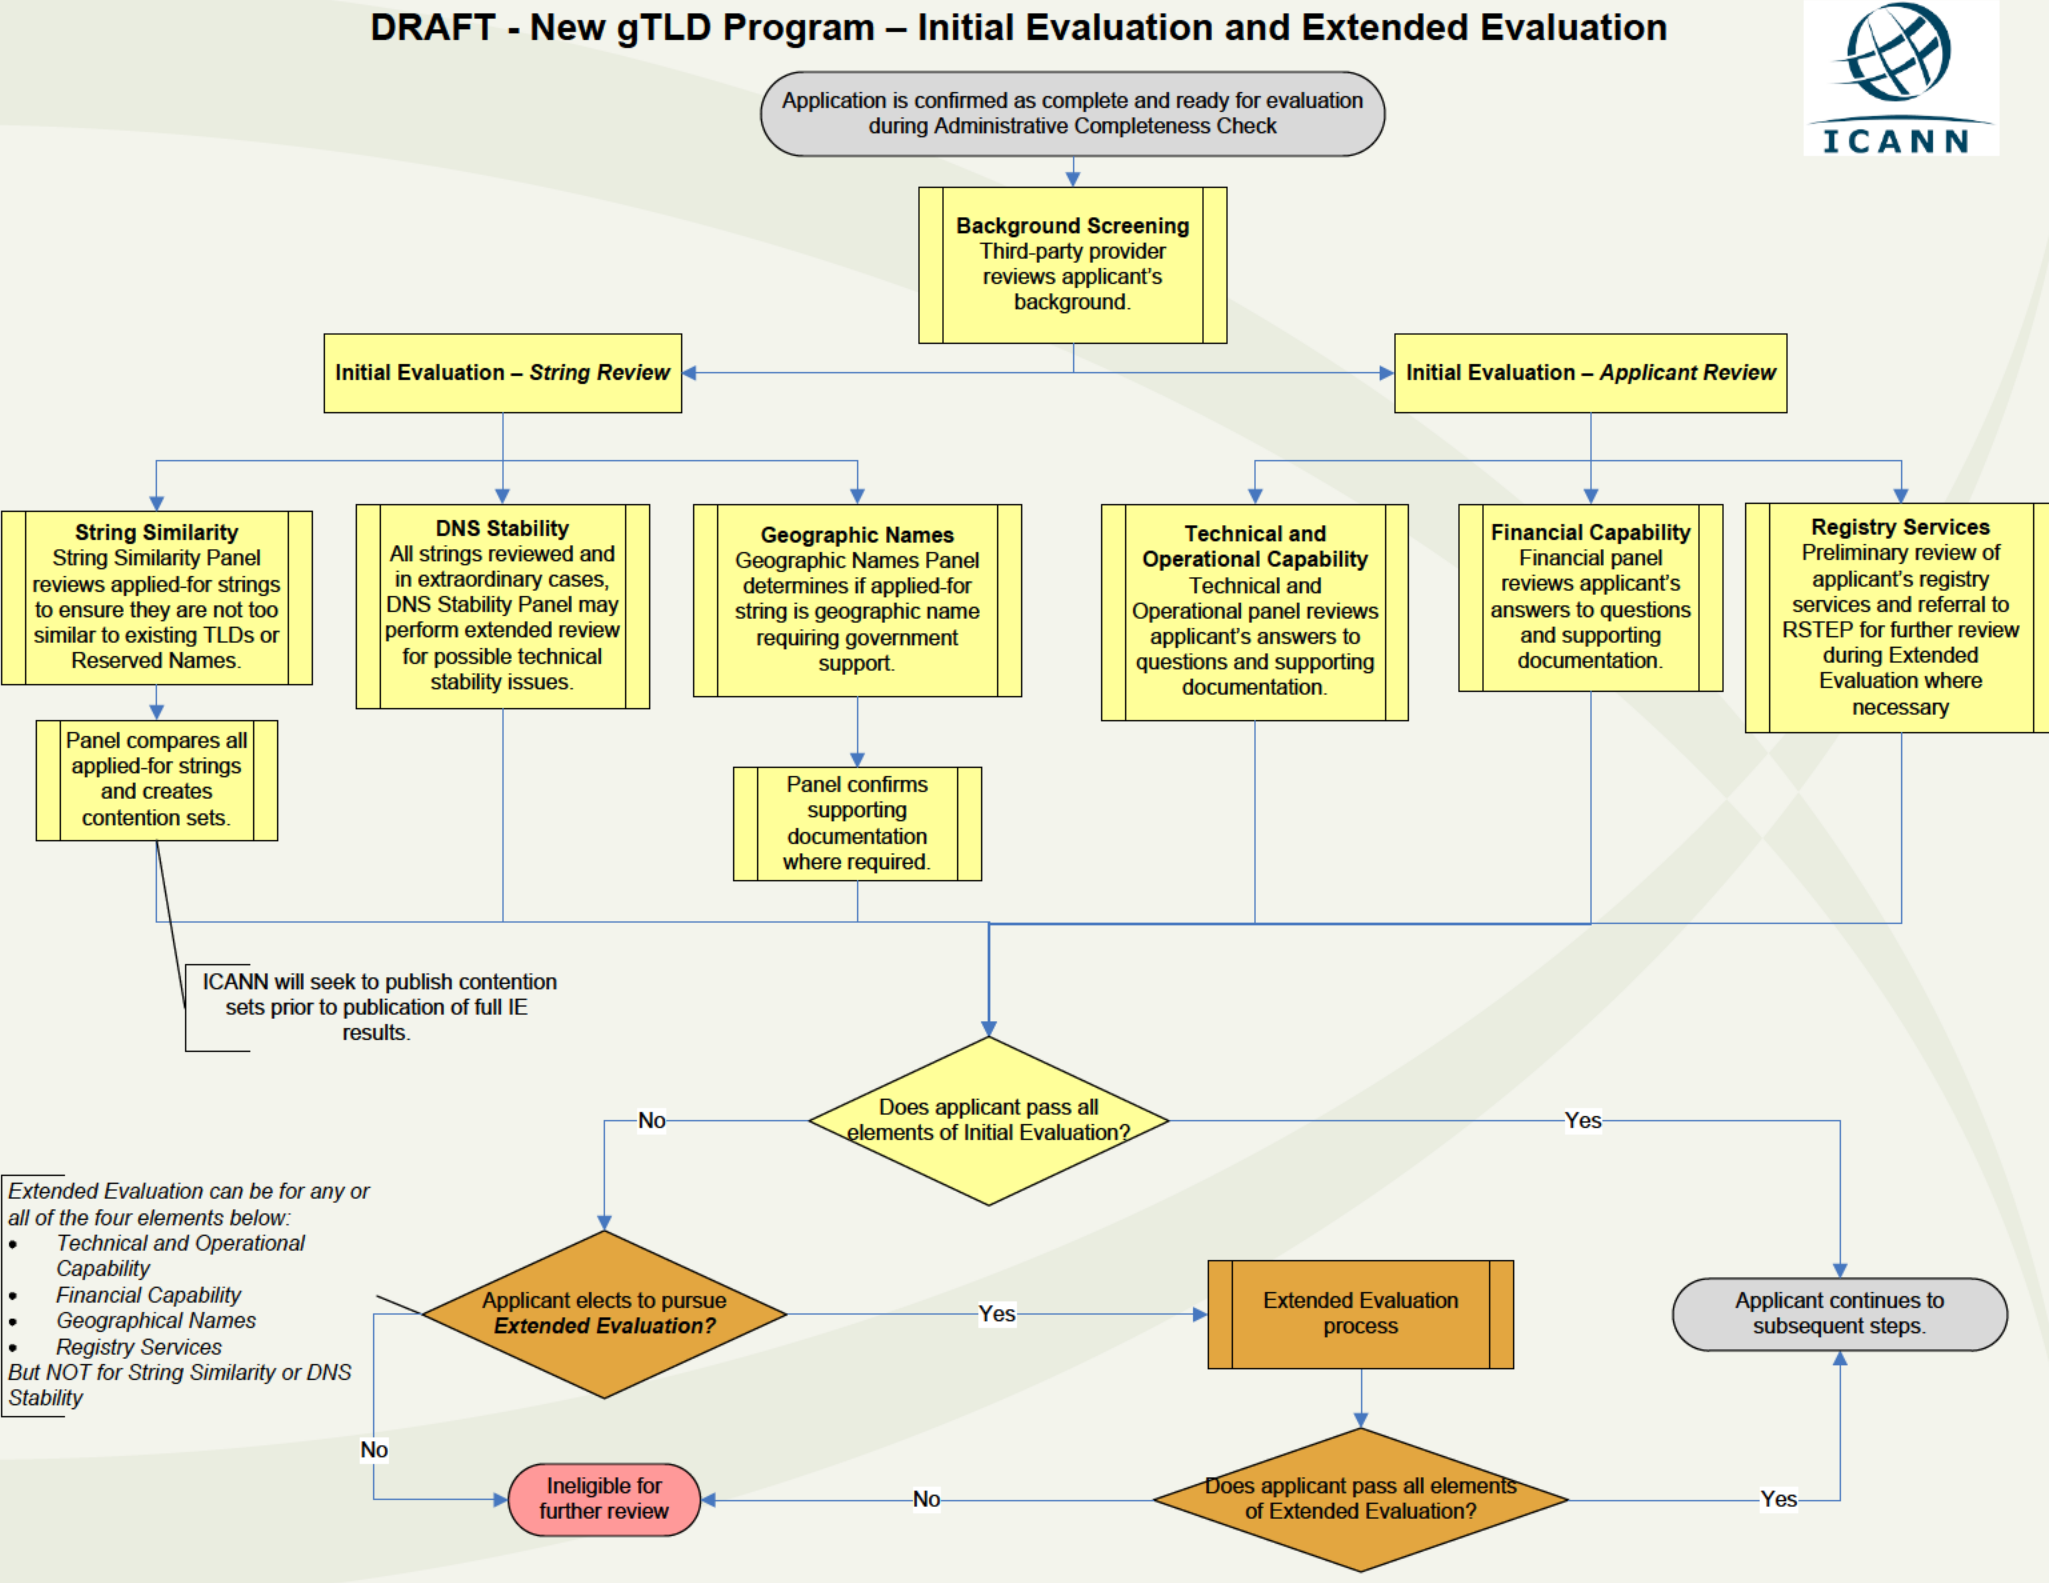 DRAFT - New gTLD Program – Initial Evaluation and Extended Evaluation
ICANN
Application is confirmed as complete and ready for evaluation
during Administrative Completeness Check
Background Screening
Third-party provider
reviews applicant’s
background.
Initial Evaluation – String Review
Initial Evaluation – Applicant Review
String Similarity
String Similarity Panel
reviews applied-for strings
to ensure they are not too
similar to existing TLDs or
Reserved Names.
DNS Stability
All strings reviewed and
in extraordinary cases,
DNS Stability Panel may
perform extended review
for possible technical
stability issues.
Geographic Names
Geographic Names Panel
determines if applied-for
string is geographic name
requiring government
support.
Technical and
Operational Capability
Technical and
Operational panel reviews
applicant’s answers to
questions and supporting
documentation.
Financial Capability
Financial panel
reviews applicant’s
answers to questions
and supporting
documentation.
Registry Services
Preliminary review of
applicant’s registry
services and referral to
RSTEP for further review
during Extended
Evaluation where
necessary
Panel compares all
applied-for strings
and creates
contention sets.
Panel confirms
supporting
documentation
where required.
ICANN will seek to publish contention
sets prior to publication of full IE
results.
Does applicant pass all
elements of Initial Evaluation?
No
Yes
Extended Evaluation can be for any or
all of the four elements below:
• Technical and Operational
Capability
• Financial Capability
• Geographical Names
• Registry Services
But NOT for String Similarity or DNS
Stability
Applicant elects to pursue
Extended Evaluation?
Yes
Extended Evaluation
process
Applicant continues to
subsequent steps.
No
Ineligible for
further review
No
Does applicant pass all elements
of Extended Evaluation?
Yes